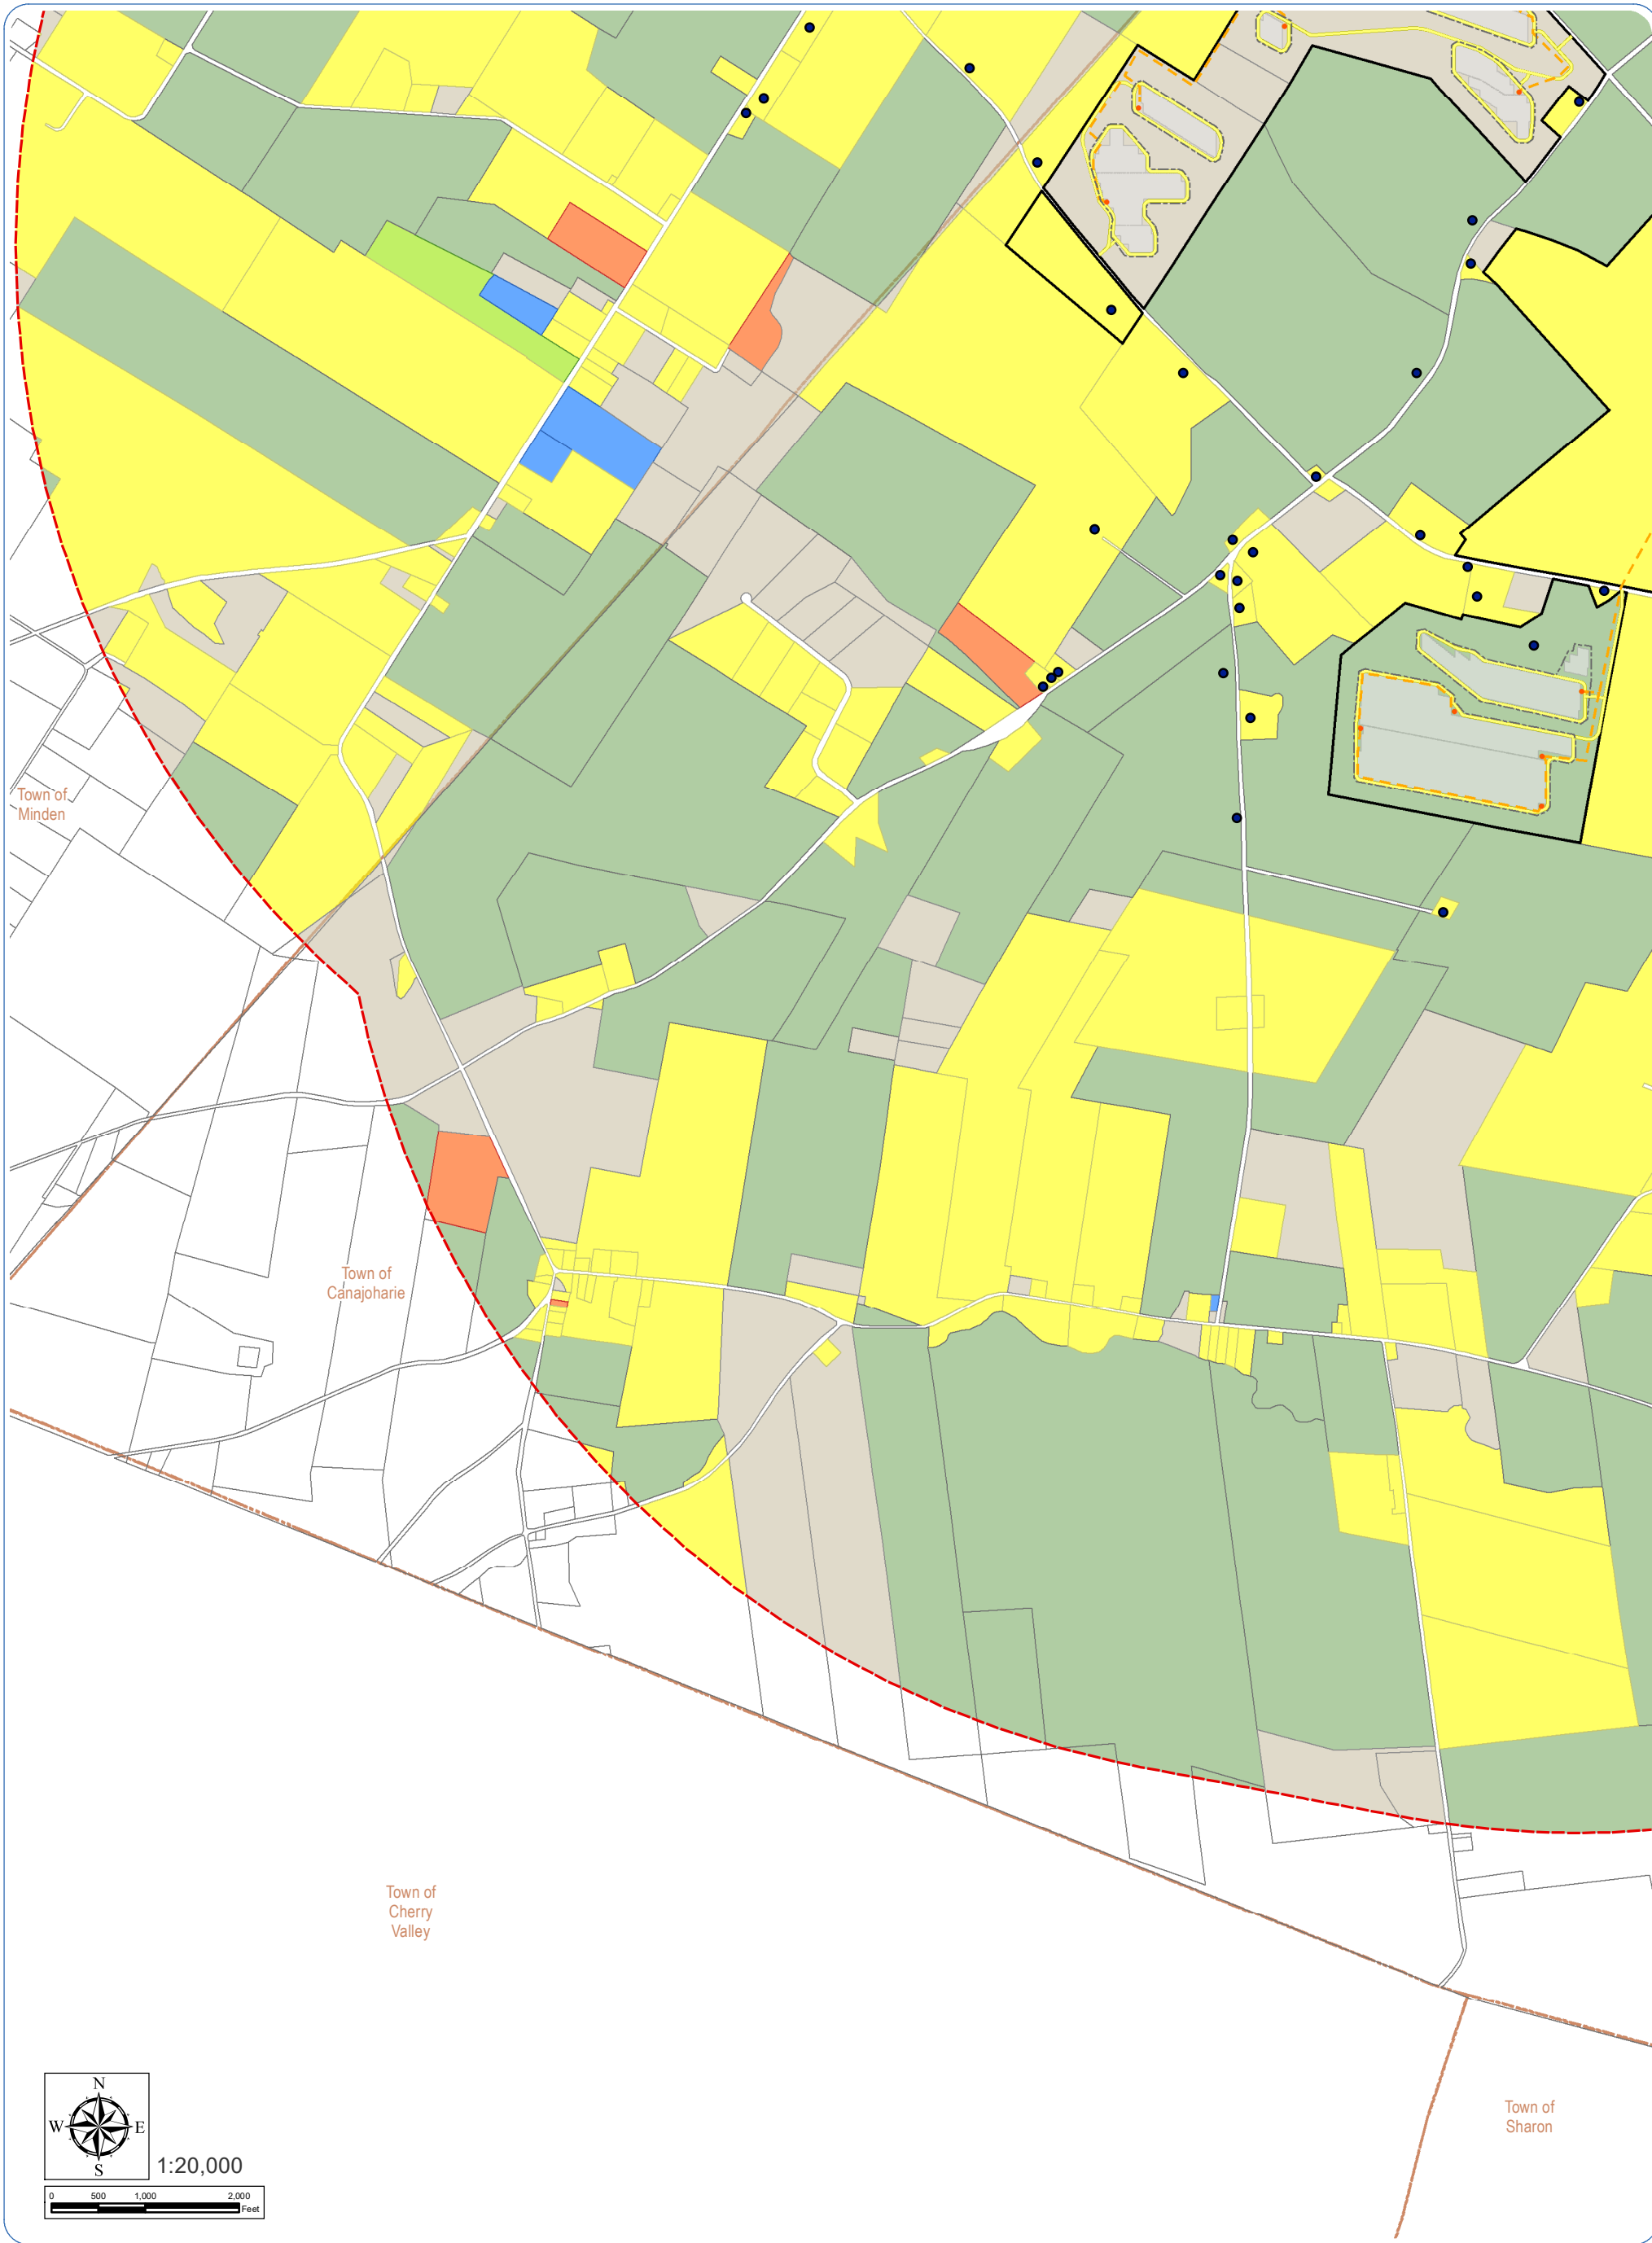 Town of
Minden
Town of
Canajoharie
Town of
Cherry
Valley
Town of
Sharon
N
W E
S
1:20,000
0 500 1,000 2,000
Feet